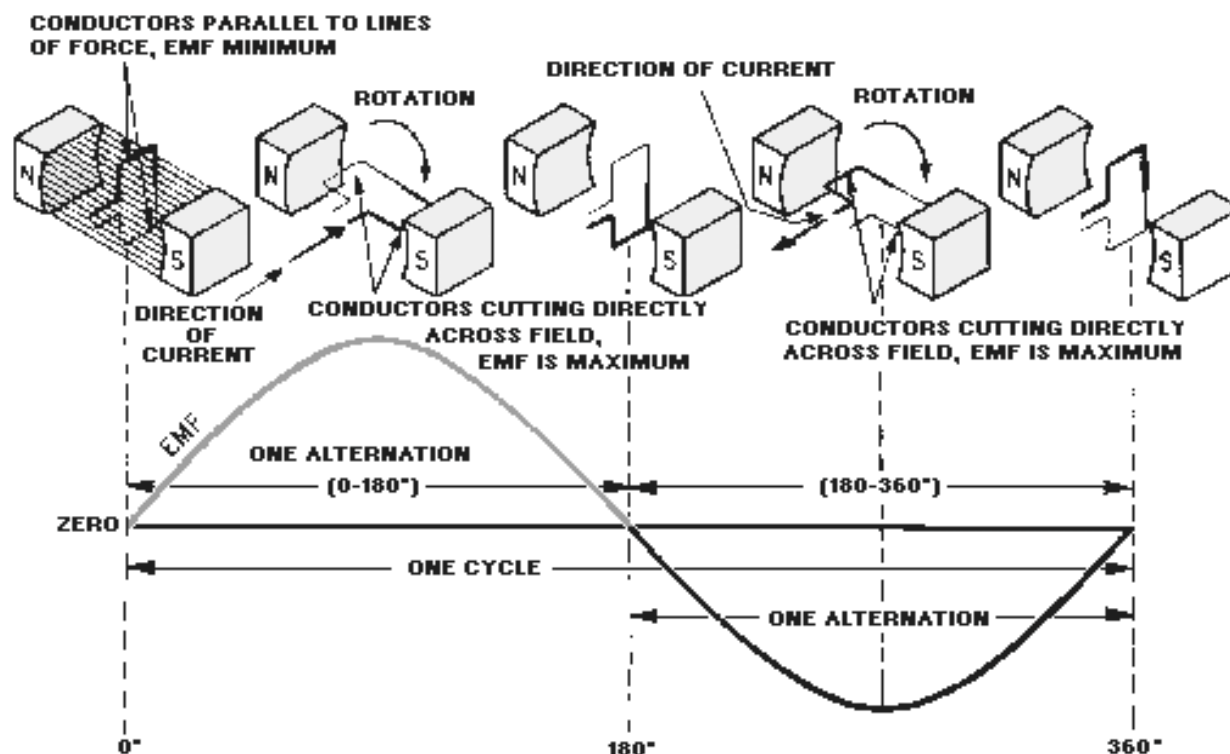 CONDUCTORS PARALLEL TO LINES
OF FORCE, EMF MINIMUM
ROTATION
DIRECTION OF CURRENT
ROTATION
N
N
N
N
N
S
S
S
S
S
DIRECTION
OF
CURRENT
CONDUCTORS CUTTING DIRECTLY
ACROSS FIELD,
EMF IS MAXIMUM
CONDUCTORS CUTTING DIRECTLY
ACROSS FIELD, EMF IS MAXIMUM
EMF
ONE ALTERNATION
(0-180°)
(180-360°)
ZERO
ONE CYCLE
ONE ALTERNATION
0°
180°
360°